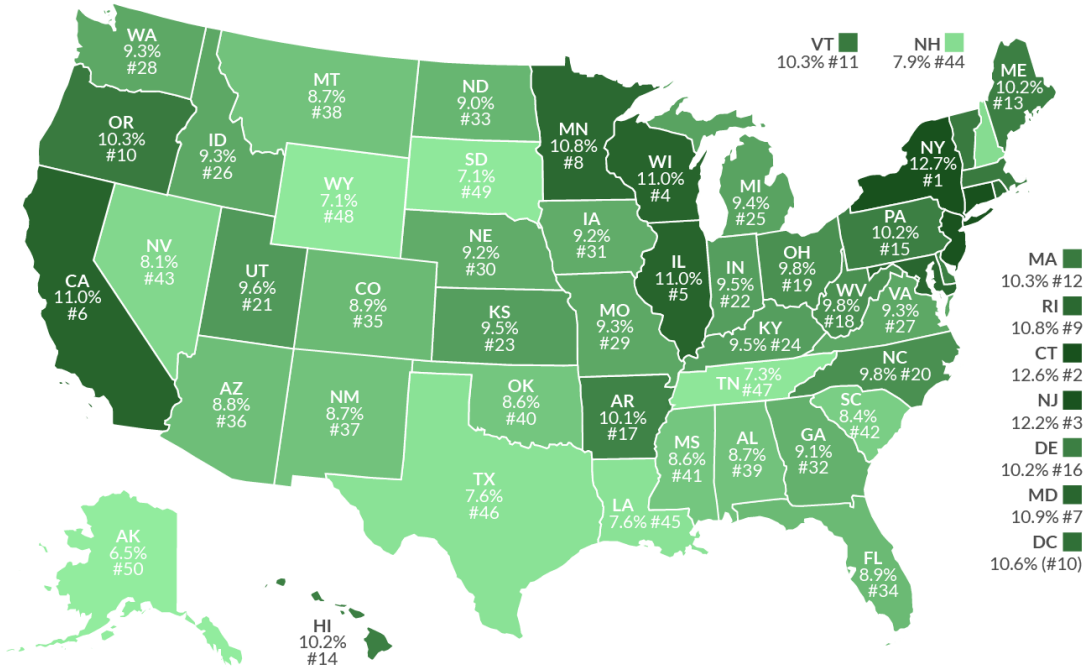 WA
9.3%
#28
MT
8.7%
#38
ND
9.0%
#33
MN
10.8%
#8
VT
10.3% #11
NH
7.9% #44
ME
10.2%
#13
OR
10.3%
#10
ID
9.3%
#26
WY
7.1%
#48
SD
7.1%
#49
WI
11.0%
#4
MI
9.4%
#25
NY
12.7%
#1
CA
11.0%
#6
NV
8.1%
#43
UT
9.6%
#21
CO
8.9%
#35
NE
9.2%
#30
IA
9.2%
#31
IL
11.0%
#5
IN
9.5%
#22
OH
9.8%
#19
PA
10.2%
#15
KS
9.5%
#23
MO
9.3%
#29
KY
9.5% #24
WV
9.8%
#18
VA
9.3%
#27
MA
10.3% #12
RI
10.8% #9
CT
12.6% #2
NJ
12.2% #3
DE
10.2% #16
MD
10.9% #7
DC
10.6% (#10)
AZ
8.8%
#36
NM
8.7%
#37
OK
8.6%
#40
AR
10.1%
#17
TN 7.3%
#47
NC
9.8% #20
SC
8.4%
#42
TX
7.6%
#46
LA
7.6% #45
MS
8.6%
#41
AL
8.7%
#39
GA
9.1%
#32
FL
8.9%
#34
AK
6.5%
#50
HI
10.2%
#14